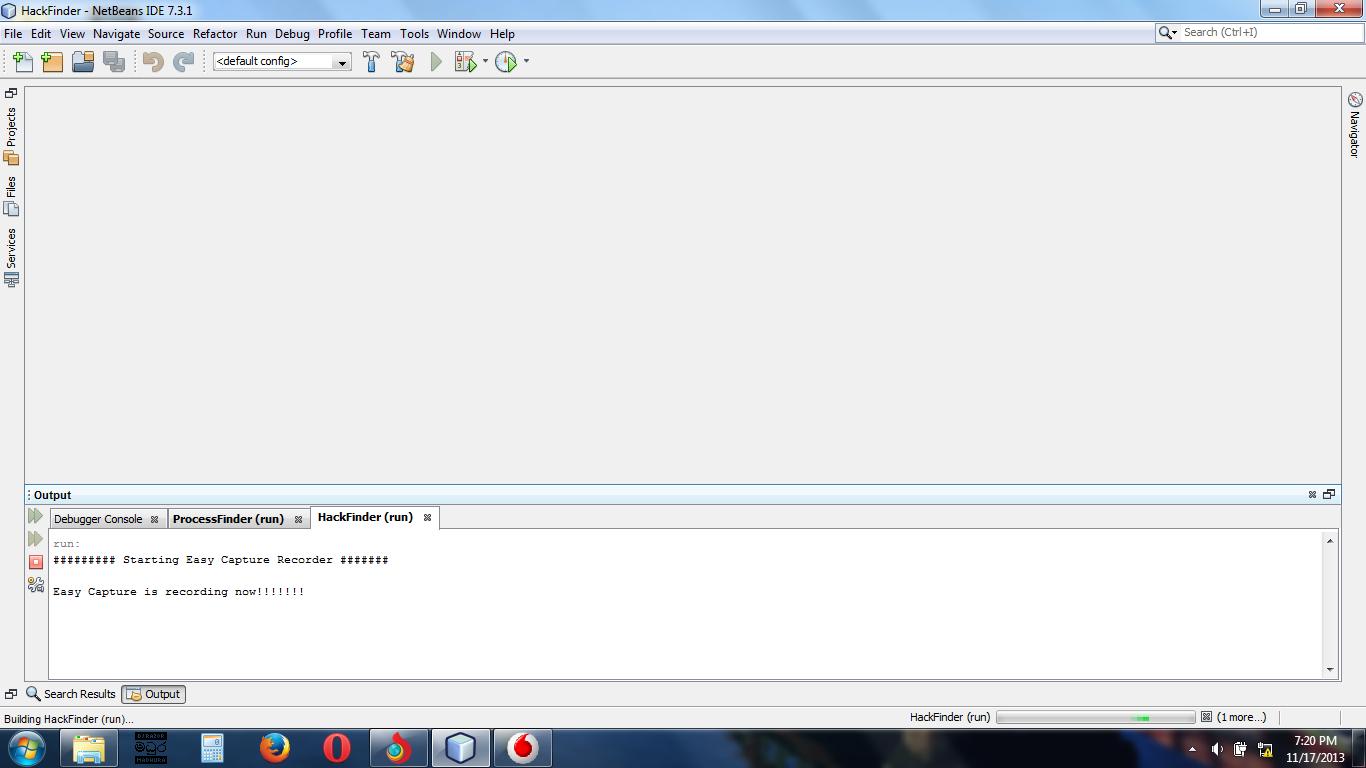 HackFinder - NetBeans IDE 7.3.1
File Edit View Navigate Source Refactor Run Debug Profile Team Tools Window Help
Search (Ctrl+I)
<default config>
Projects
Files
Services
Navigator
Output
Debugger Console
ProcessFinder (run)
HackFinder (run)
run:
######### Starting Easy Capture Recorder #######
Easy Capture is recording now!!!!!!!
Search Results
Output
Building HackFinder (run)...
HackFinder (run)
(1 more...)
DJRAZOR
මධුර
MADHURA
7:20 PM
11/17/2013